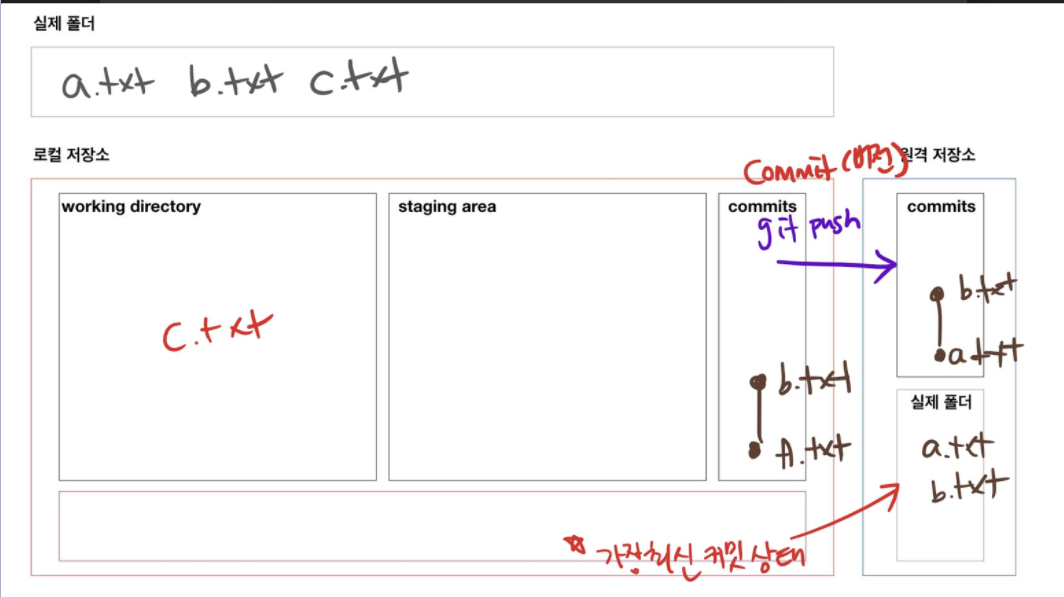 실제 폴더
a.txt b.txt c.txt
로컬 저장소
Commit (버전)
원격 저장소
working directory
staging area
commits
git push
commits
b.txt
a.txt
C.txt
b.txt
A.txt
실제 폴더
a.txt
b.txt
* 가장최신 커밋 상태